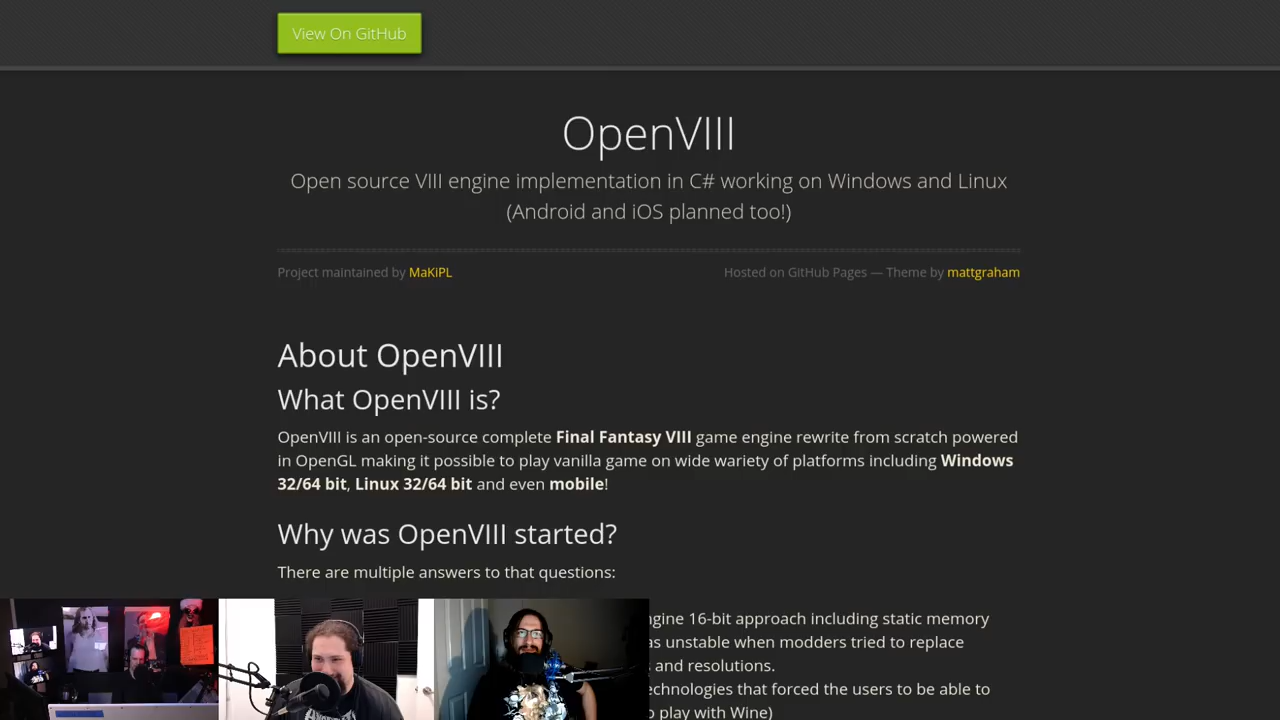 View On GitHub
OpenVIII
Open source VIII engine implementation in C# working on Windows and Linux
(Android and iOS planned too!)
Project maintained by MaKiPL
Hosted on GitHub Pages — Theme by mattgraham
About OpenVIII
What OpenVIII is?
OpenVIII is an open-source complete Final Fantasy VIII game engine rewrite from scratch powered
in OpenGL making it possible to play vanilla game on wide wariety of platforms including Windows
32/64 bit, Linux 32/64 bit and even mobile!
Why was OpenVIII started?
There are multiple answers to that questions:
16-bit approach including static memory
unstable when modders tried to replace
and resolutions.
that forced the users to be able to
play with Wine)